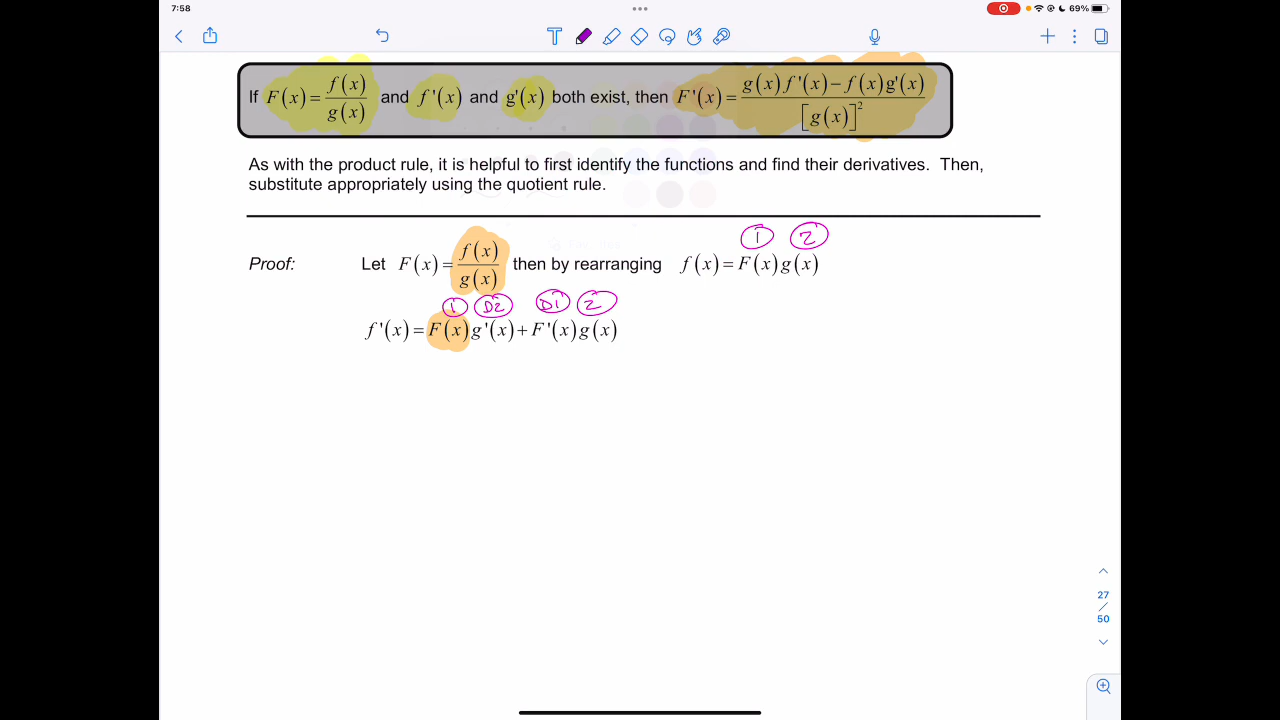 7:58
69%
If F(x) = f(x)/g(x) and f'(x) and g'(x) both exist, then F'(x) = g(x)f'(x) − f(x)g'(x)/[g(x)]²
As with the product rule, it is helpful to first identify the functions and find their derivatives. Then,
substitute appropriately using the quotient rule.
1 2
Proof: Let F(x) = f(x)/g(x) then by rearranging f(x) = F(x)g(x)
1 D2 D1 2
f'(x) = F(x)g'(x) + F'(x)g(x)
27
/
50